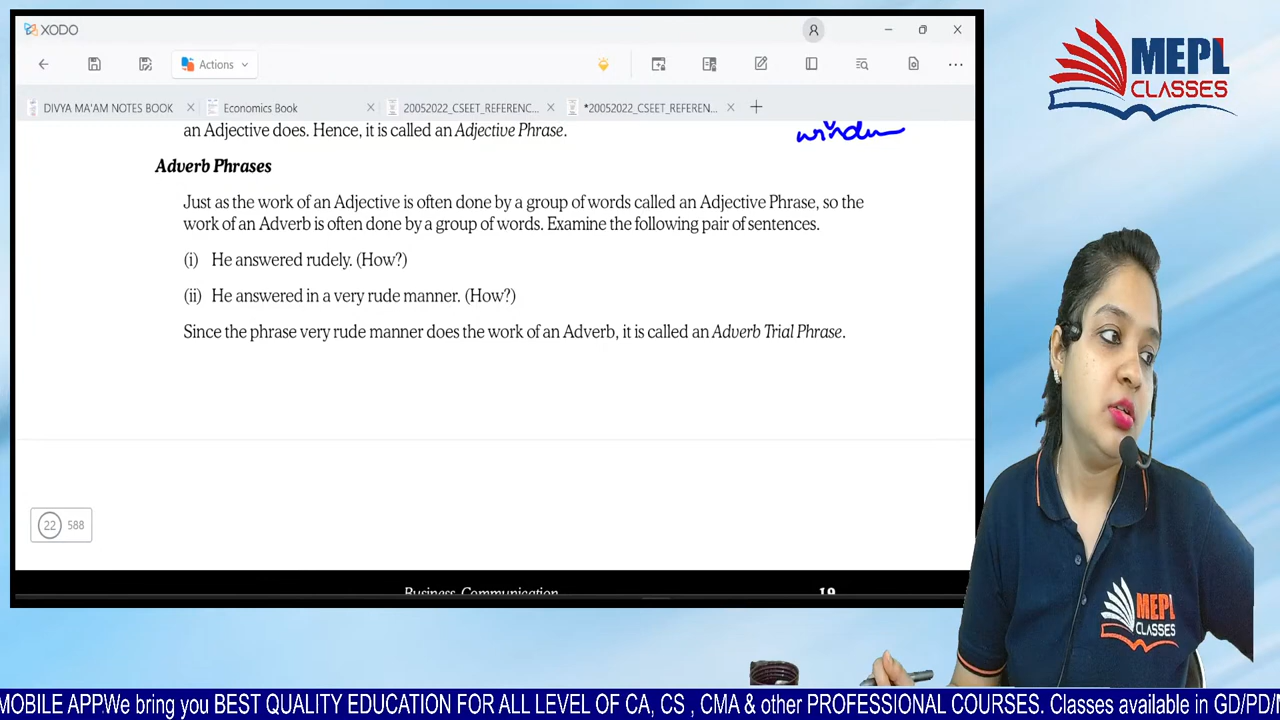 XODO
MEPL
CLASSES
Actions
DIVYA MA'AM NOTES BOOK
Economics Book
20052022_CSEET_REFERENC...
*20052022_CSEET_REFEREN...
an Adjective does. Hence, it is called an Adjective Phrase.
Adverb Phrases
Just as the work of an Adjective is often done by a group of words called an Adjective Phrase, so the
work of an Adverb is often done by a group of words. Examine the following pair of sentences.
(i) He answered rudely. (How?)
(ii) He answered in a very rude manner. (How?)
Since the phrase very rude manner does the work of an Adverb, it is called an Adverb Trial Phrase.
22 588
Business Communication 19
MEPL
CLASSES
MOBILE APPWe bring you BEST QUALITY EDUCATION FOR ALL LEVEL OF CA, CS , CMA & other PROFESSIONAL COURSES. Classes available in GD/PD/